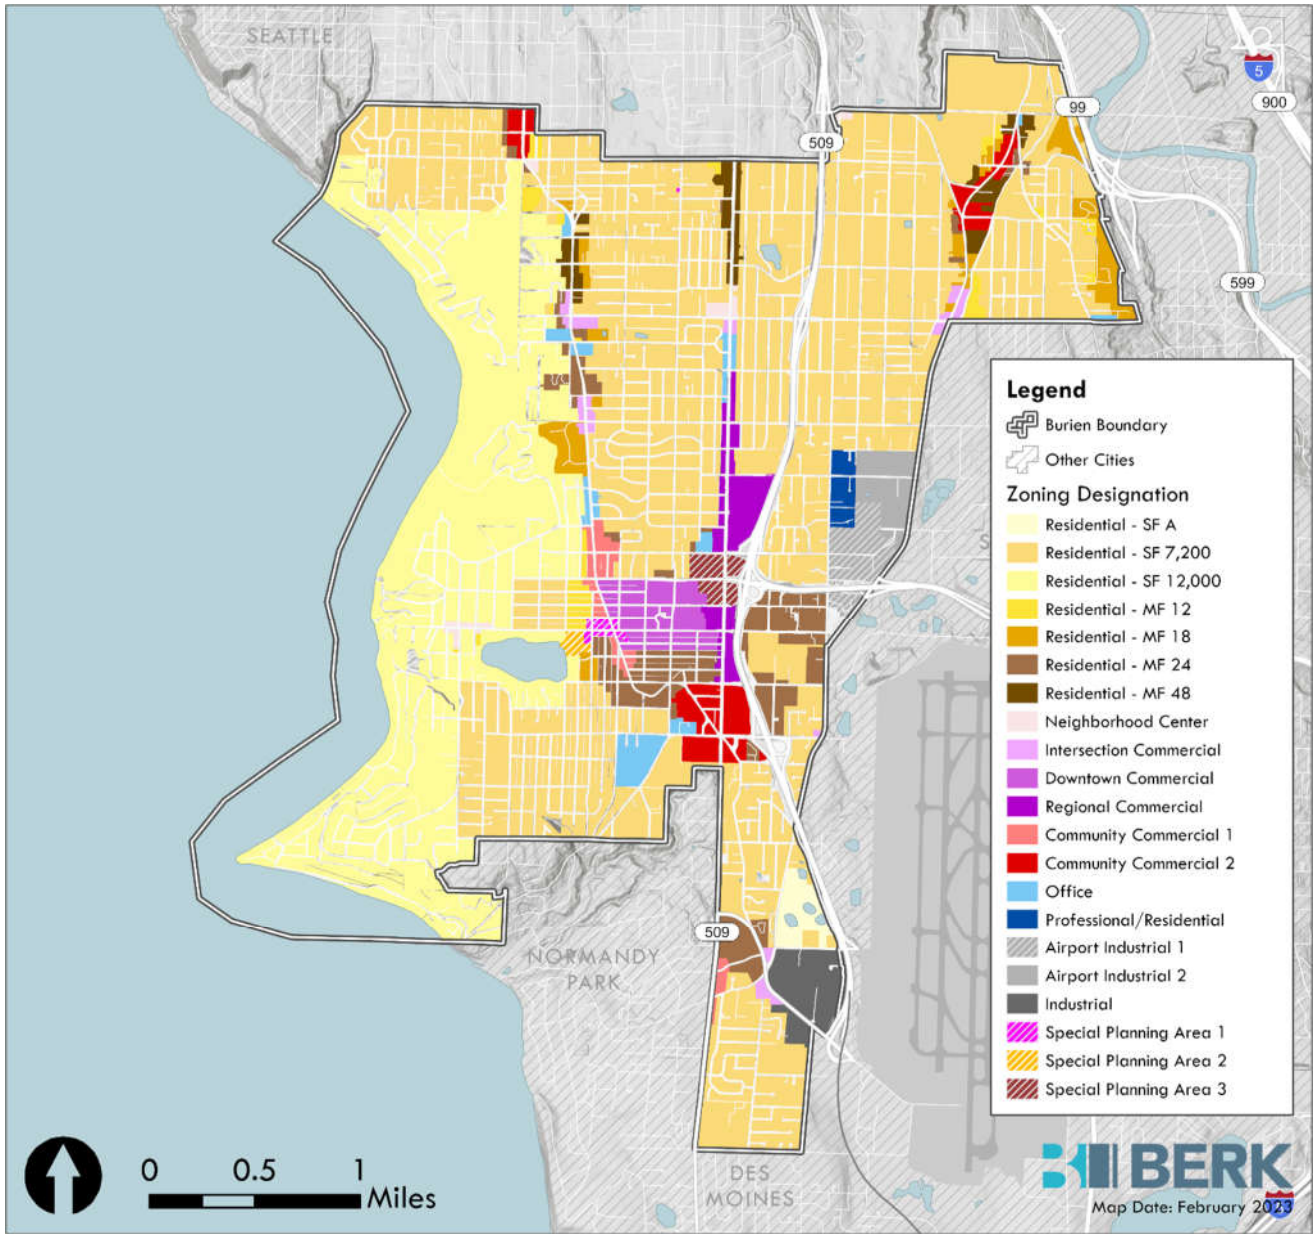 SEATTLE
5
900
99
509
599
Legend
Burien Boundary
Other Cities
Zoning Designation
Residential - SF A
Residential - SF 7,200
Residential - SF 12,000
Residential - MF 12
Residential - MF 18
Residential - MF 24
Residential - MF 48
Neighborhood Center
Intersection Commercial
Downtown Commercial
Regional Commercial
Community Commercial 1
Community Commercial 2
Office
Professional/Residential
Airport Industrial 1
Airport Industrial 2
Industrial
Special Planning Area 1
Special Planning Area 2
Special Planning Area 3
S
509
NORMANDY
PARK
DES
MOINES
0 0.5 1
Miles
BERK
Map Date: February 2023